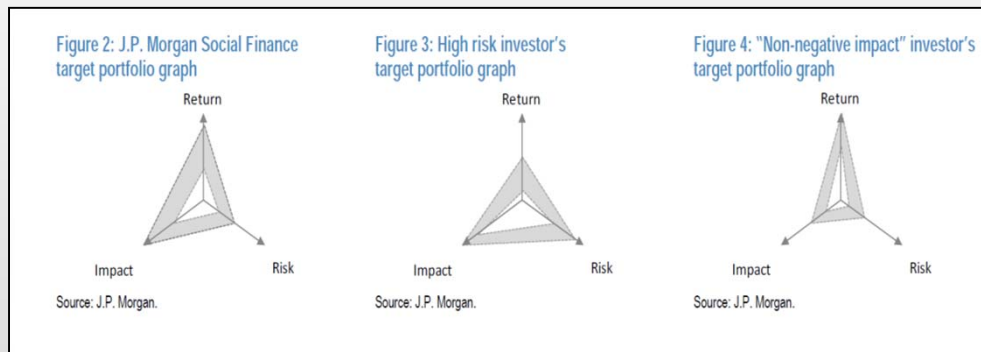 Figure 2: J.P. Morgan Social Finance
target portfolio graph
Return
Impact
Risk
Source: J.P. Morgan.
Figure 3: High risk investor's
target portfolio graph
Return
Impact
Risk
Source: J.P. Morgan.
Figure 4: "Non-negative impact" investor's
target portfolio graph
Return
Impact
Risk
Source: J.P. Morgan.